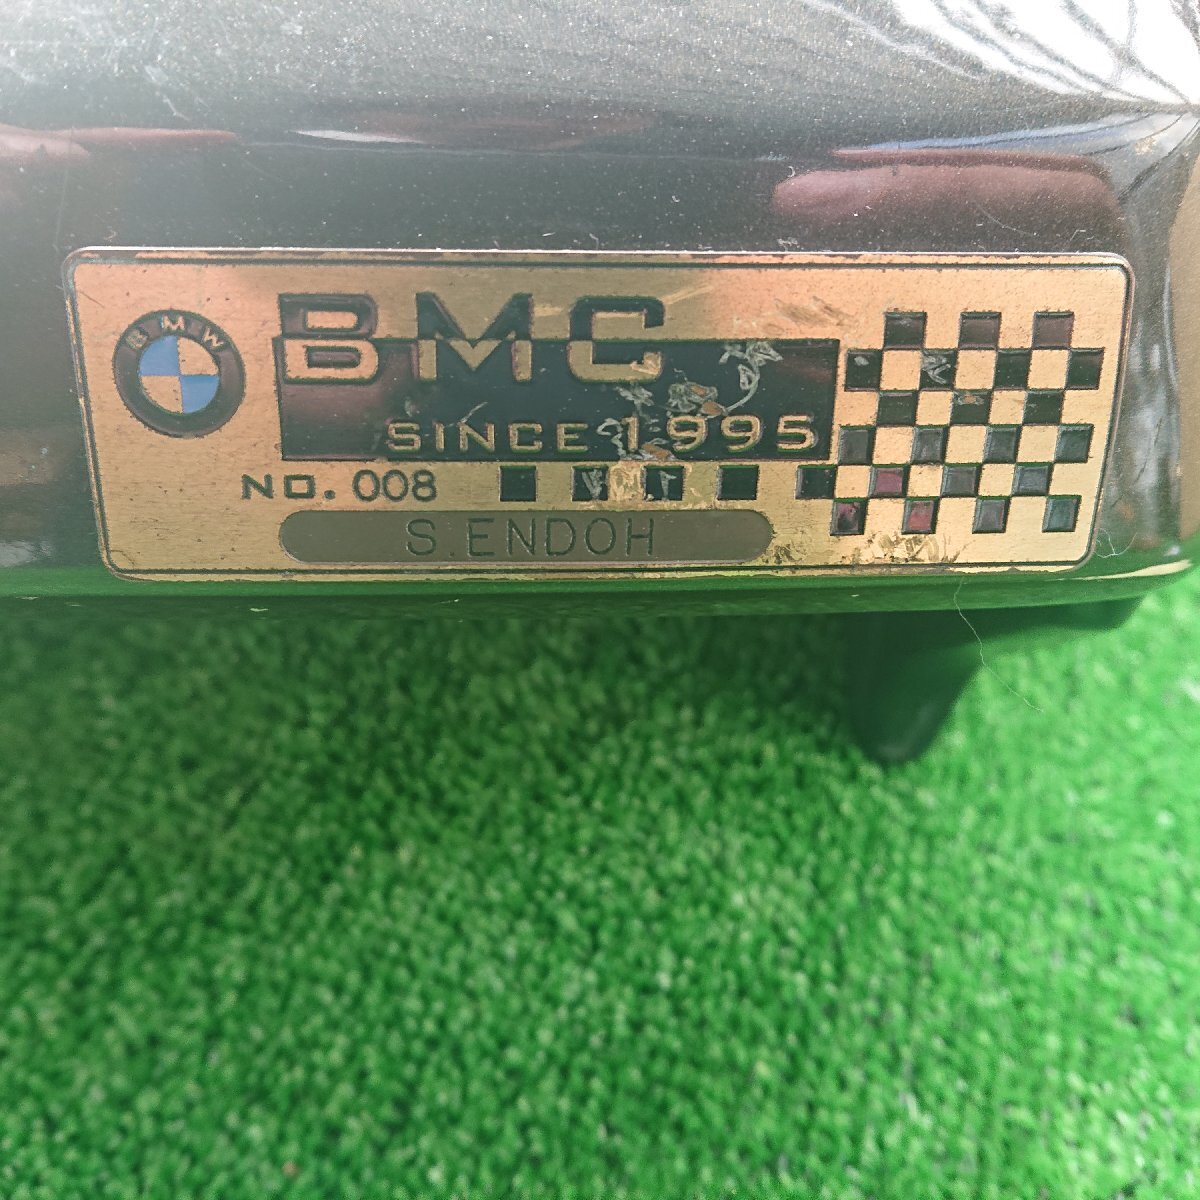 BMW
BMC
SINCE 1995
NO. 008
S. ENDOH